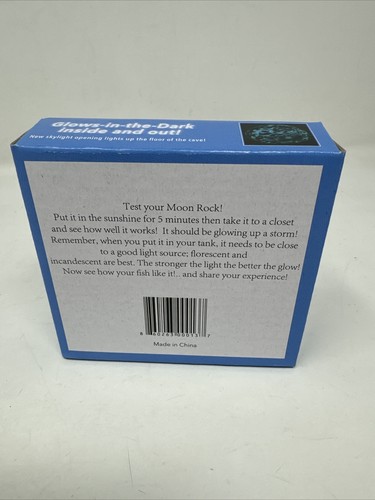 Glows-in-the-Dark
inside and out!
New skylight opening lights up the floor of the cave!
Test your Moon Rock!
Put it in the sunshine for 5 minutes then take it to a closet
and see how well it works! It should be glowing up a storm!
Remember, when you put it in your tank, it needs to be close
to a good light source; florescent and
incandescent are best. The stronger the light the better the glow!
Now see how your fish like it!.. and share your experience!
Made in China